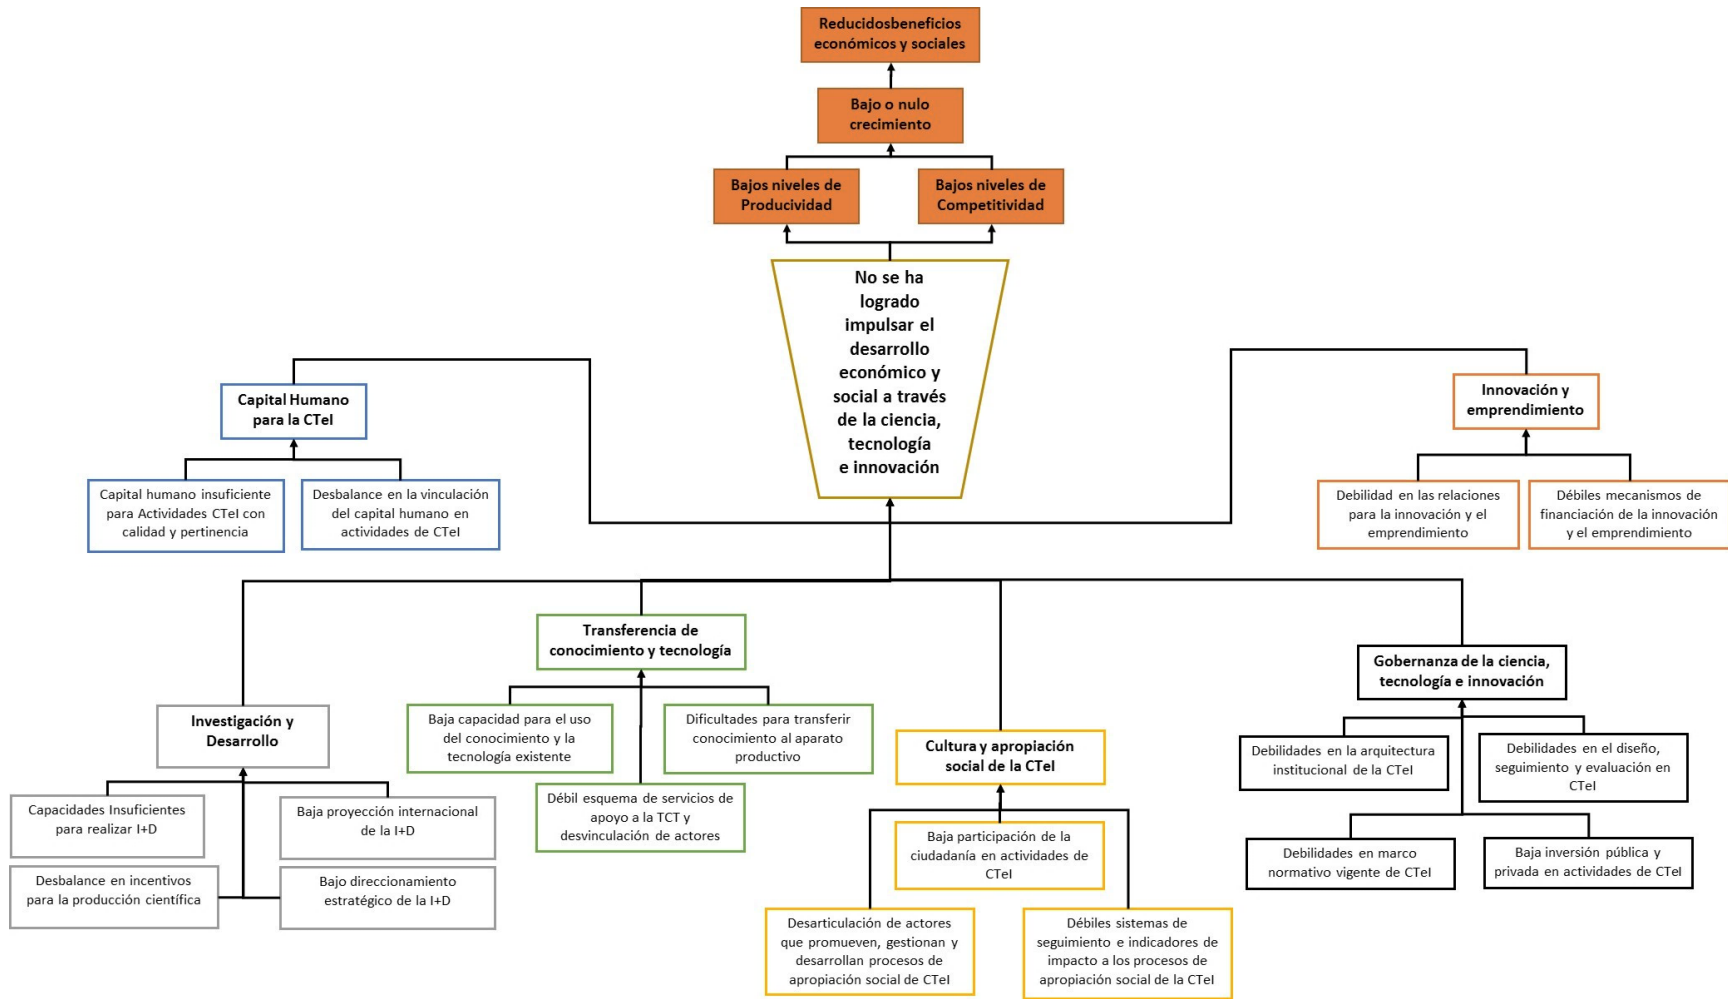 Reducidosbeneficios
económicos y sociales
Bajo o nulo
crecimiento
Bajos niveles de
Producividad
Bajos niveles de
Competitividad
No se ha
logrado
impulsar el
desarrollo
económico y
social a través
de la ciencia,
tecnología
e innovación
Capital Humano
para la CTeI
Capital humano insuficiente
para Actividades CTeI con
calidad y pertinencia
Desbalance en la vinculación
del capital humano en
actividades de CTeI
Innovación y
emprendimiento
Debilidad en las relaciones
para la innovación y el
emprendimiento
Débiles mecanismos de
financiación de la innovación
y el emprendimiento
Investigación y
Desarrollo
Capacidades Insuficientes
para realizar I+D
Baja proyección internacional
de la I+D
Desbalance en incentivos
para la producción científica
Bajo direccionamiento
estratégico de la I+D
Transferencia de
conocimiento y tecnología
Baja capacidad para el uso
del conocimiento y la
tecnología existente
Dificultades para transferir
conocimiento al aparato
productivo
Débil esquema de servicios de
apoyo a la TCT y
desvinculación de actores
Cultura y apropiación
social de la CTeI
Baja participación de la
ciudadanía en actividades de
CTeI
Desarticulación de actores
que promueven, gestionan y
desarrollan procesos de
apropiación social de CTeI
Débiles sistemas de
seguimiento e indicadores de
impacto a los procesos de
apropiación social de la CTeI
Gobernanza de la ciencia,
tecnología e innovación
Debilidades en la arquitectura
institucional de la CTeI
Debilidades en el diseño,
seguimiento y evaluación en
CTeI
Debilidades en marco
normativo vigente de CTeI
Baja inversión pública y
privada en actividades de CTeI